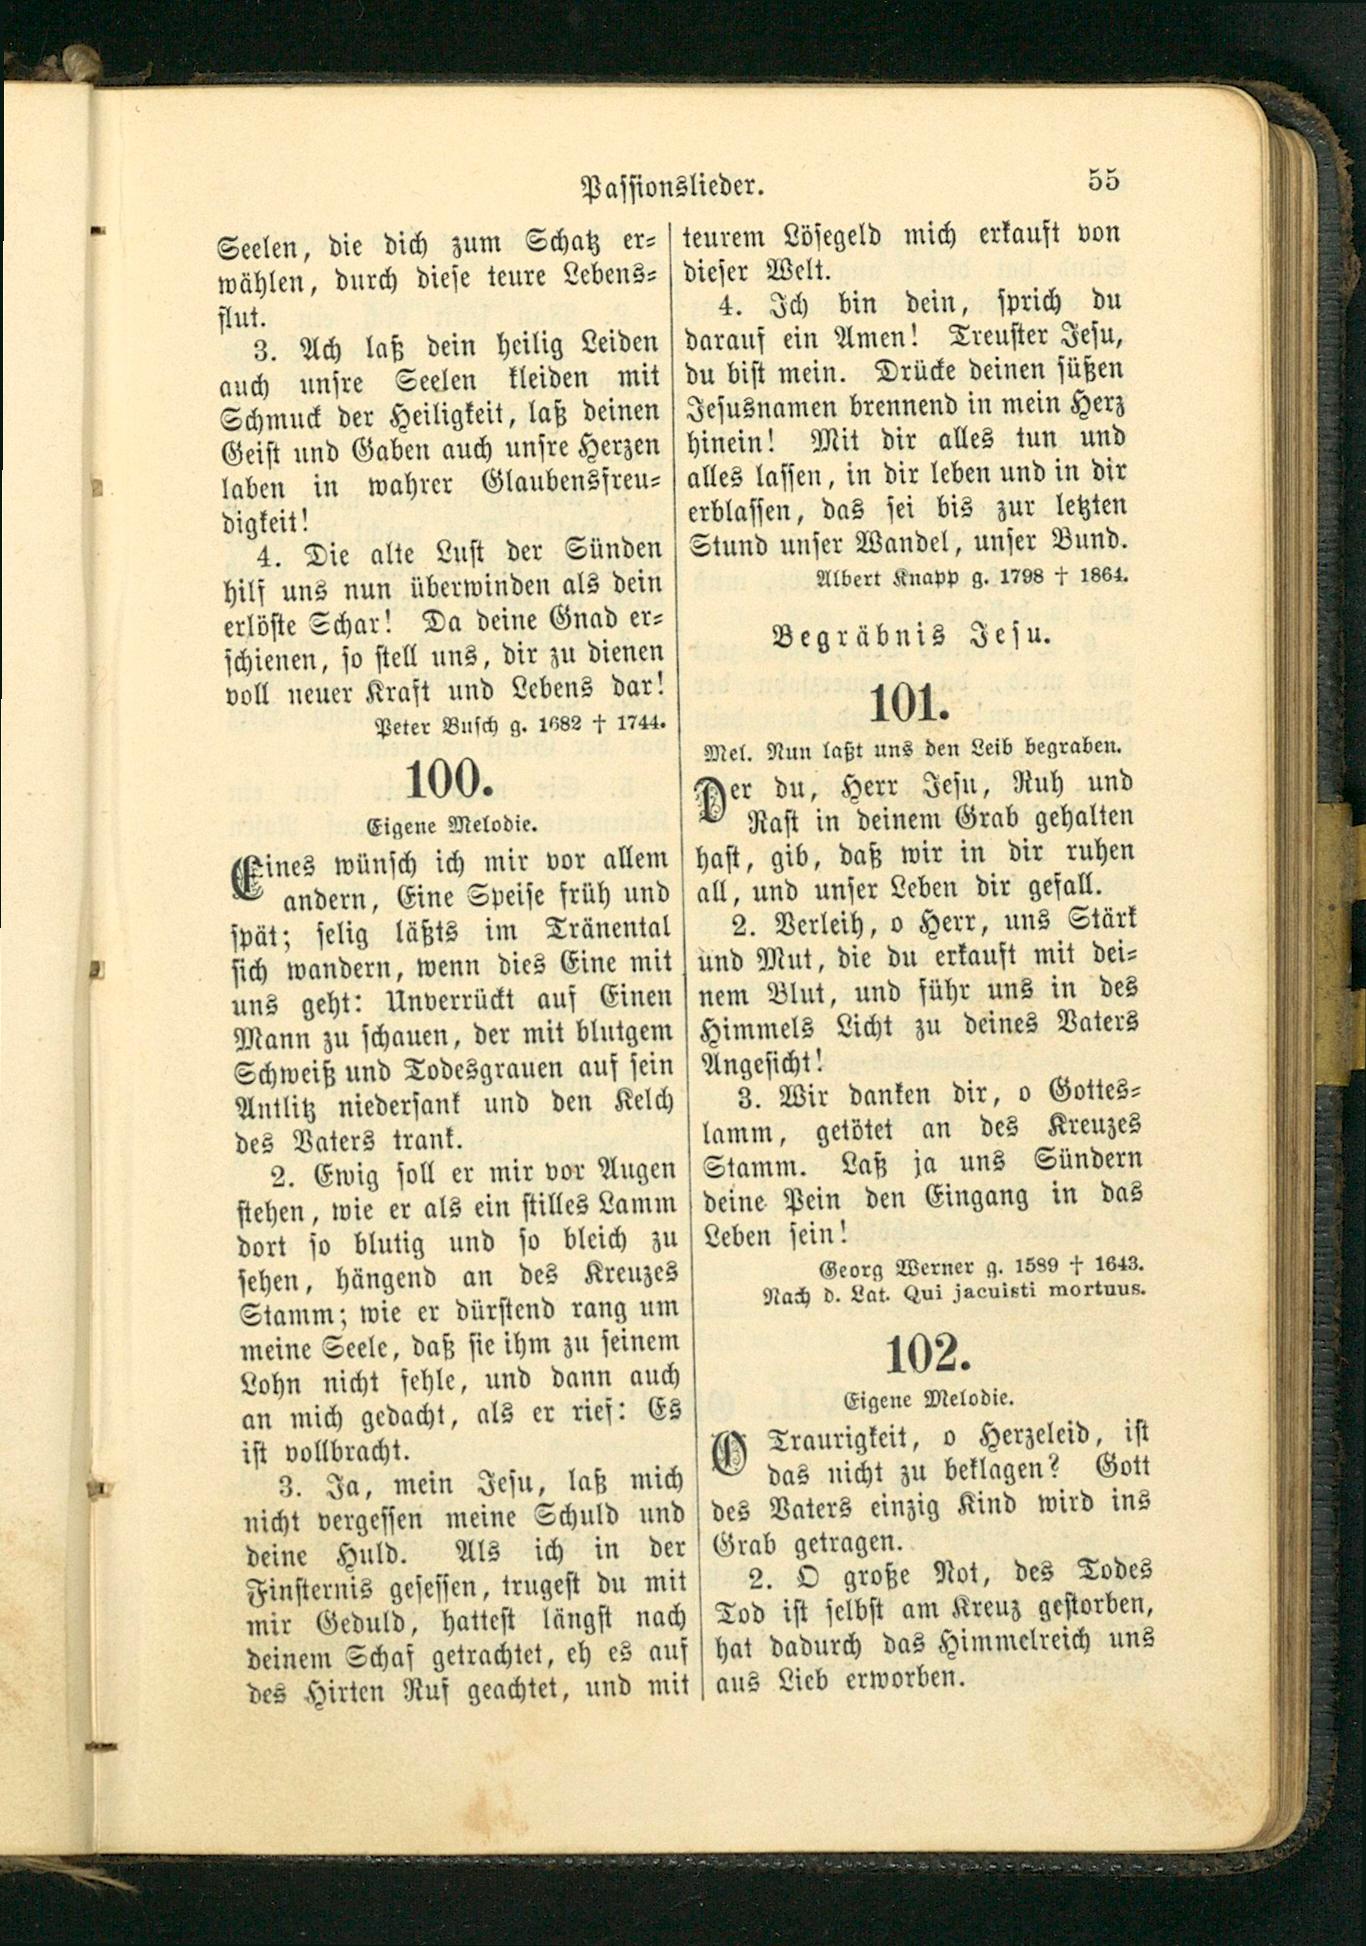 Passionslieder.
55
Seelen, die dich zum Schatz er-
wählen, durch diese teure Lebens-
flut.
3. Ach laß dein heilig Leiden
auch unsre Seelen kleiden mit
Schmuck der Heiligkeit, laß deinen
Geist und Gaben auch unsre Herzen
laben in wahrer Glaubensfreu-
digkeit!
4. Die alte Lust der Sünden
hilf uns nun überwinden als dein
erlöste Schar! Da deine Gnad er-
schienen, so stell uns, dir zu dienen
voll neuer Kraft und Lebens dar!
Peter Busch g. 1682 † 1744.
100.
Eigene Melodie.
Eines wünsch ich mir vor allem
andern, Eine Speise früh und
spät; selig läßts im Tränental
sich wandern, wenn dies Eine mit
uns geht: Unverrückt auf Einen
Mann zu schauen, der mit blutgem
Schweiß und Todesgrauen auf sein
Antlitz niedersank und den Kelch
des Vaters trank.
2. Ewig soll er mir vor Augen
stehen, wie er als ein stilles Lamm
dort so blutig und so bleich zu
sehen, hängend an des Kreuzes
Stamm; wie er dürstend rang um
meine Seele, daß sie ihm zu seinem
Lohn nicht fehle, und dann auch
an mich gedacht, als er rief: Es
ist vollbracht.
3. Ja, mein Jesu, laß mich
nicht vergessen meine Schuld und
deine Huld. Als ich in der
Finsternis gesessen, trugest du mit
mir Geduld, hattest längst nach
deinem Schaf getrachtet, eh es auf
des Hirten Ruf geachtet, und mit
teurem Lösegeld mich erkauft von
dieser Welt.
4. Ich bin dein, sprich du
darauf ein Amen! Treuster Jesu,
du bist mein. Drücke deinen süßen
Jesusnamen brennend in mein Herz
hinein! Mit dir alles tun und
alles lassen, in dir leben und in dir
erblassen, das sei bis zur letzten
Stund unser Wandel, unser Bund.
Albert Knapp g. 1798 † 1864.
Begräbnis Jesu.
101.
Mel. Nun laßt uns den Leib begraben.
Der du, Herr Jesu, Ruh und
Rast in deinem Grab gehalten
hast, gib, daß wir in dir ruhen
all, und unser Leben dir gefall.
2. Verleih, o Herr, uns Stärk
und Mut, die du erkauft mit dei-
nem Blut, und führ uns in des
Himmels Licht zu deines Vaters
Angesicht!
3. Wir danken dir, o Gottes-
lamm, getötet an des Kreuzes
Stamm. Laß ja uns Sündern
deine Pein den Eingang in das
Leben sein!
Georg Werner g. 1589 † 1643.
Nach d. Lat. Qui jacuisti mortuus.
102.
Eigene Melodie.
O Traurigkeit, o Herzeleid, ist
das nicht zu beklagen? Gott
des Vaters einzig Kind wird ins
Grab getragen.
2. O große Not, des Todes
Tod ist selbst am Kreuz gestorben,
hat dadurch das Himmelreich uns
aus Lieb erworben.